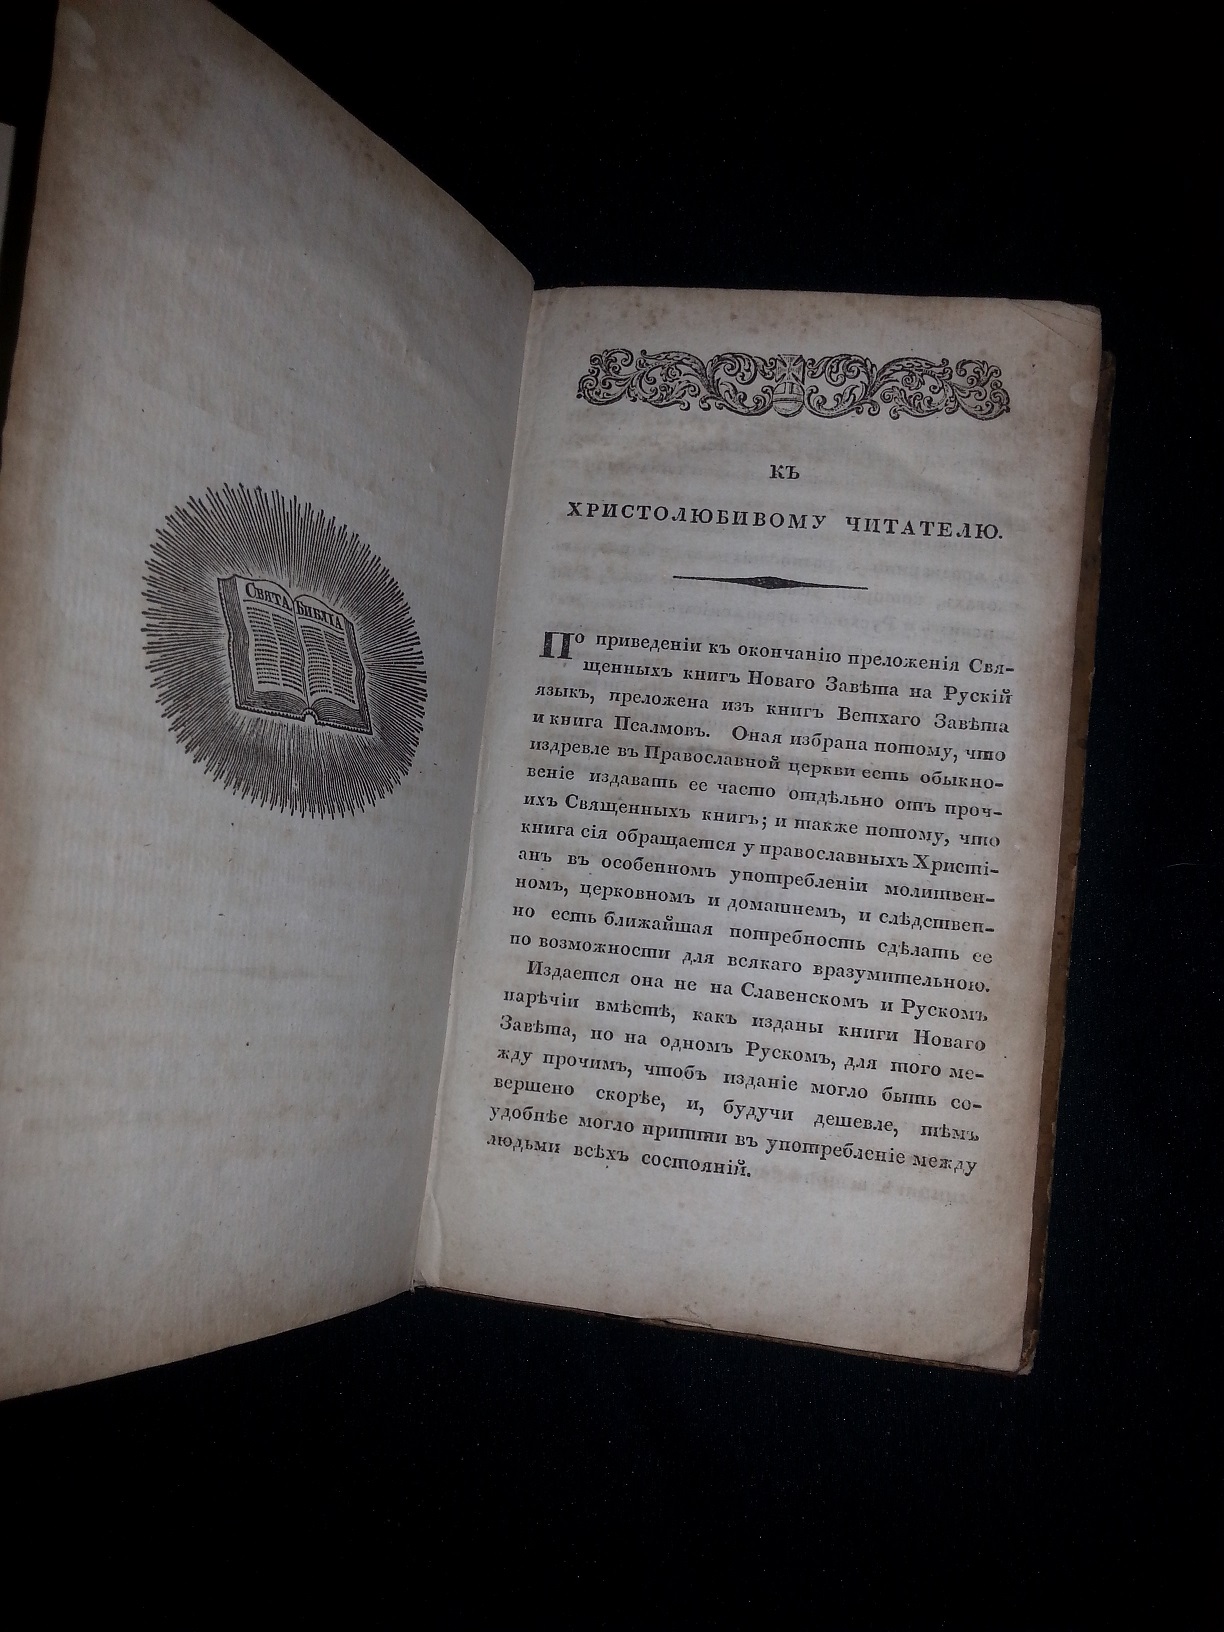 СВЯТА БИБЛІА
КЪ
ХРИСТОЛЮБИВОМУ ЧИТАТЕЛЮ.
По приведеніи къ окончанію преложенія Свя-
щенныхъ книгъ Новаго Завѣта на Рускій
языкъ, преложена изъ книгъ Ветхаго Завѣта
и книга Псалмовъ. Оная избрана потому, что
издревле въ Православной церкви есть обыкно-
веніе издавать ее часто отдѣльно отъ проч-
ихъ Священныхъ книгъ; и также потому, что
книга сія обращается у православныхъ Христі-
анъ въ особенномъ употребленіи молитвен-
номъ, церковномъ и домашнемъ, и слѣдствен-
но есть ближайшая потребность сдѣлать ее
по возможности для всякаго вразумительною.
Издается она не на Славенскомъ и Рускомъ
нарѣчіи вмѣстѣ, какъ изданы книги Новаго
Завѣта, но на одномъ Рускомъ, для того ме-
жду прочимъ, чтобъ изданіе могло быть со-
вершено скорѣе, и, будучи дешевле, тѣмъ
удобнѣе могло притти въ употребленіе между
людьми всѣхъ состояній.